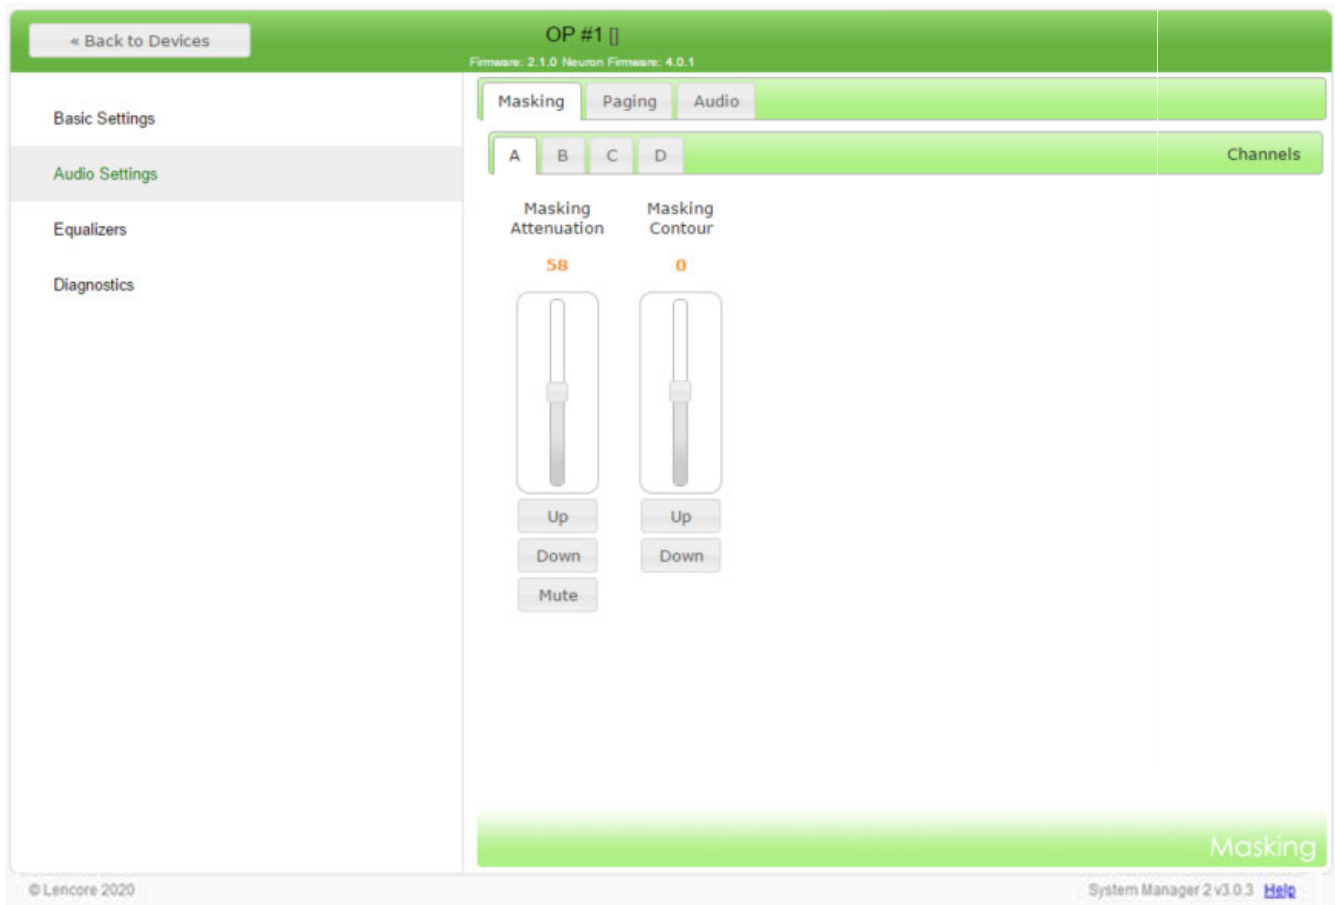 « Back to Devices
OP #1 []
Firmware: 2.1.0 Neuron Firmware: 4.0.1
Basic Settings
Audio Settings
Equalizers
Diagnostics
Masking Paging Audio
A B C D Channels
Masking Attenuation
58
Up
Down
Mute
Masking Contour
0
Up
Down
Masking
© Lencore 2020
System Manager 2 v3.0.3 Help